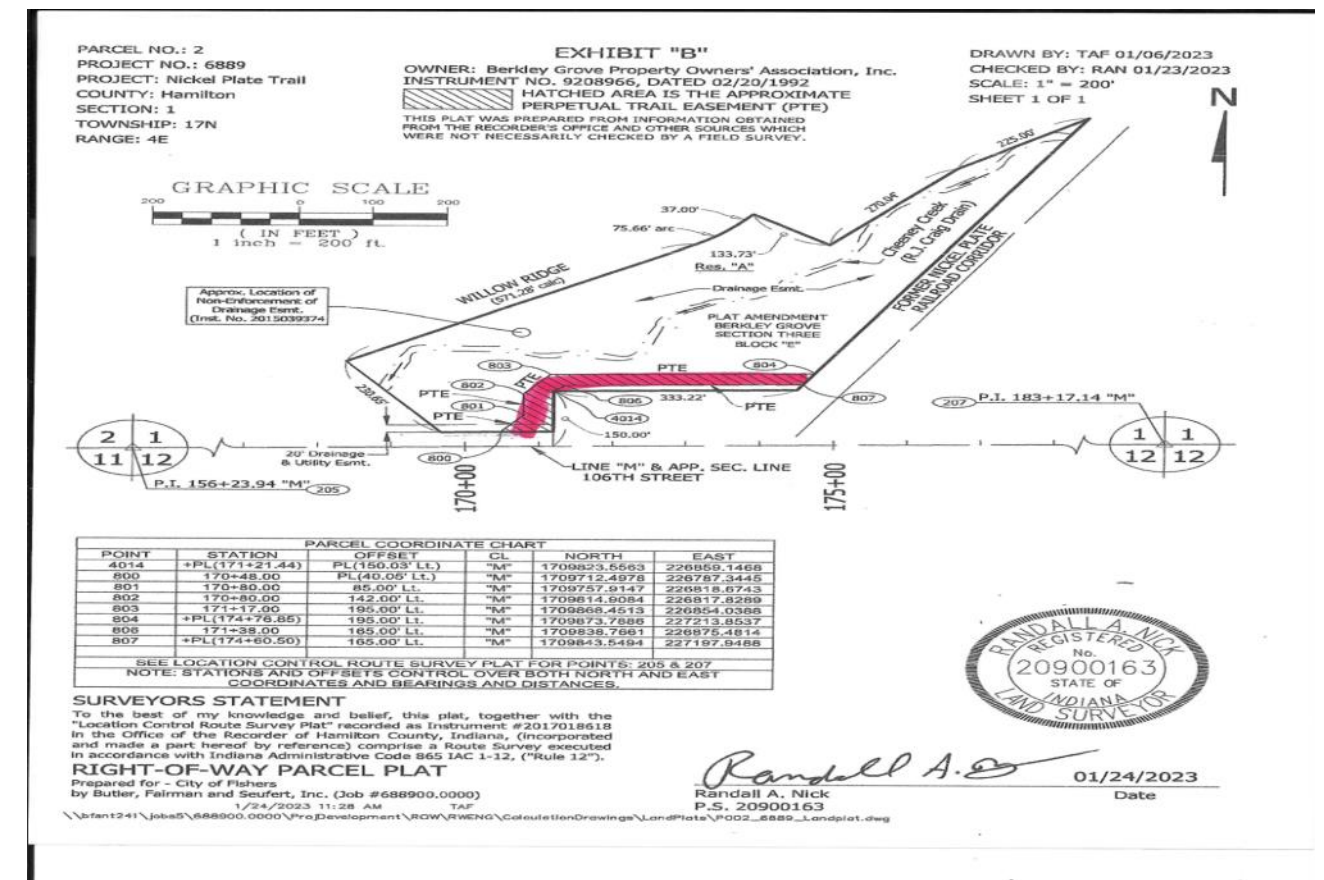 PARCEL NO.: 2
PROJECT NO.: 6889
PROJECT: Nickel Plate Trail
COUNTY: Hamilton
SECTION: 1
TOWNSHIP: 17N
RANGE: 4E
EXHIBIT "B"
OWNER: Berkley Grove Property Owners' Association, Inc.
INSTRUMENT NO. 9208966, DATED 02/20/1992
HATCHED AREA IS THE APPROXIMATE
PERPETUAL TRAIL EASEMENT (PTE)
THIS PLAT WAS PREPARED FROM INFORMATION OBTAINED
FROM THE RECORDER'S OFFICE AND OTHER SOURCES WHICH
WERE NOT NECESSARILY CHECKED BY A FIELD SURVEY.
DRAWN BY: TAF 01/06/2023
CHECKED BY: RAN 01/23/2023
SCALE: 1" = 200'
SHEET 1 OF 1
N
GRAPHIC SCALE
200 0 100 200
( IN FEET )
1 inch = 200 ft.
225.00'
270.04'
37.00'
75.66' arc
133.73'
Res. "A"
Cheeney Creek
(R.J. Craig Drain)
FORMER NICKEL PLATE
RAILROAD CORRIDOR
WILLOW RIDGE
(571.28' calc)
Drainage Esmt.
Approx. Location of
Non-Enforcement of
Drainage Esmt.
(Inst. No. 2015039374
PLAT AMENDMENT
BERKLEY GROVE
SECTION THREE
BLOCK "E"
230.65'
803
PTE
804
802
PTE
PTE
801
PTE
806
333.22'
PTE
807
4014
150.00'
207
P.I. 183+17.14 "M"
2 1
11 12
1 1
12 12
20' Drainage
& Utility Esmt.
800
LINE "M" & APP. SEC. LINE
106TH STREET
P.I. 156+23.94 "M"
205
170+00
175+00
PARCEL COORDINATE CHART
POINT STATION OFFSET CL NORTH EAST
4014 +PL(171+21.44) PL(150.03' Lt.) "M" 1709823.5563 226859.1468
800 170+48.00 PL(40.05' Lt.) "M" 1709712.4978 226787.3445
801 170+80.00 85.00' Lt. "M" 1709757.9147 226818.6743
802 170+80.00 142.00' Lt. "M" 1709814.9084 226817.8289
803 171+17.00 195.00' Lt. "M" 1709868.4513 226854.0388
804 +PL(174+76.85) 195.00' Lt. "M" 1709873.7886 227213.8537
806 171+38.00 165.00' Lt. "M" 1709838.7661 226875.4814
807 +PL(174+60.50) 165.00' Lt. "M" 1709843.5494 227197.9488
SEE LOCATION CONTROL ROUTE SURVEY PLAT FOR POINTS: 205 & 207
NOTE: STATIONS AND OFFSETS CONTROL OVER BOTH NORTH AND EAST
COORDINATES AND BEARINGS AND DISTANCES.
SURVEYORS STATEMENT
To the best of my knowledge and belief, this plat, together with the
"Location Control Route Survey Plat" recorded as Instrument #2017018618
in the Office of the Recorder of Hamilton County, Indiana, (incorporated
and made a part hereof by reference) comprise a Route Survey executed
in accordance with Indiana Administrative Code 865 IAC 1-12, ("Rule 12").
RIGHT-OF-WAY PARCEL PLAT
Prepared for - City of Fishers
by Butler, Fairman and Seufert, Inc. (Job #688900.0000)
1/24/2023 11:28 AM TAF
\\bfant241\jobs5\688900.0000\ProjDevelopment\ROW\RWENG\CalculationDrawings\LandPlats\P002_6889_Landplat.dwg
RANDALL A. NICK
REGISTERED
No.
20900163
STATE OF
INDIANA
LAND SURVEYOR
Randall A.
Randall A. Nick
P.S. 20900163
01/24/2023
Date